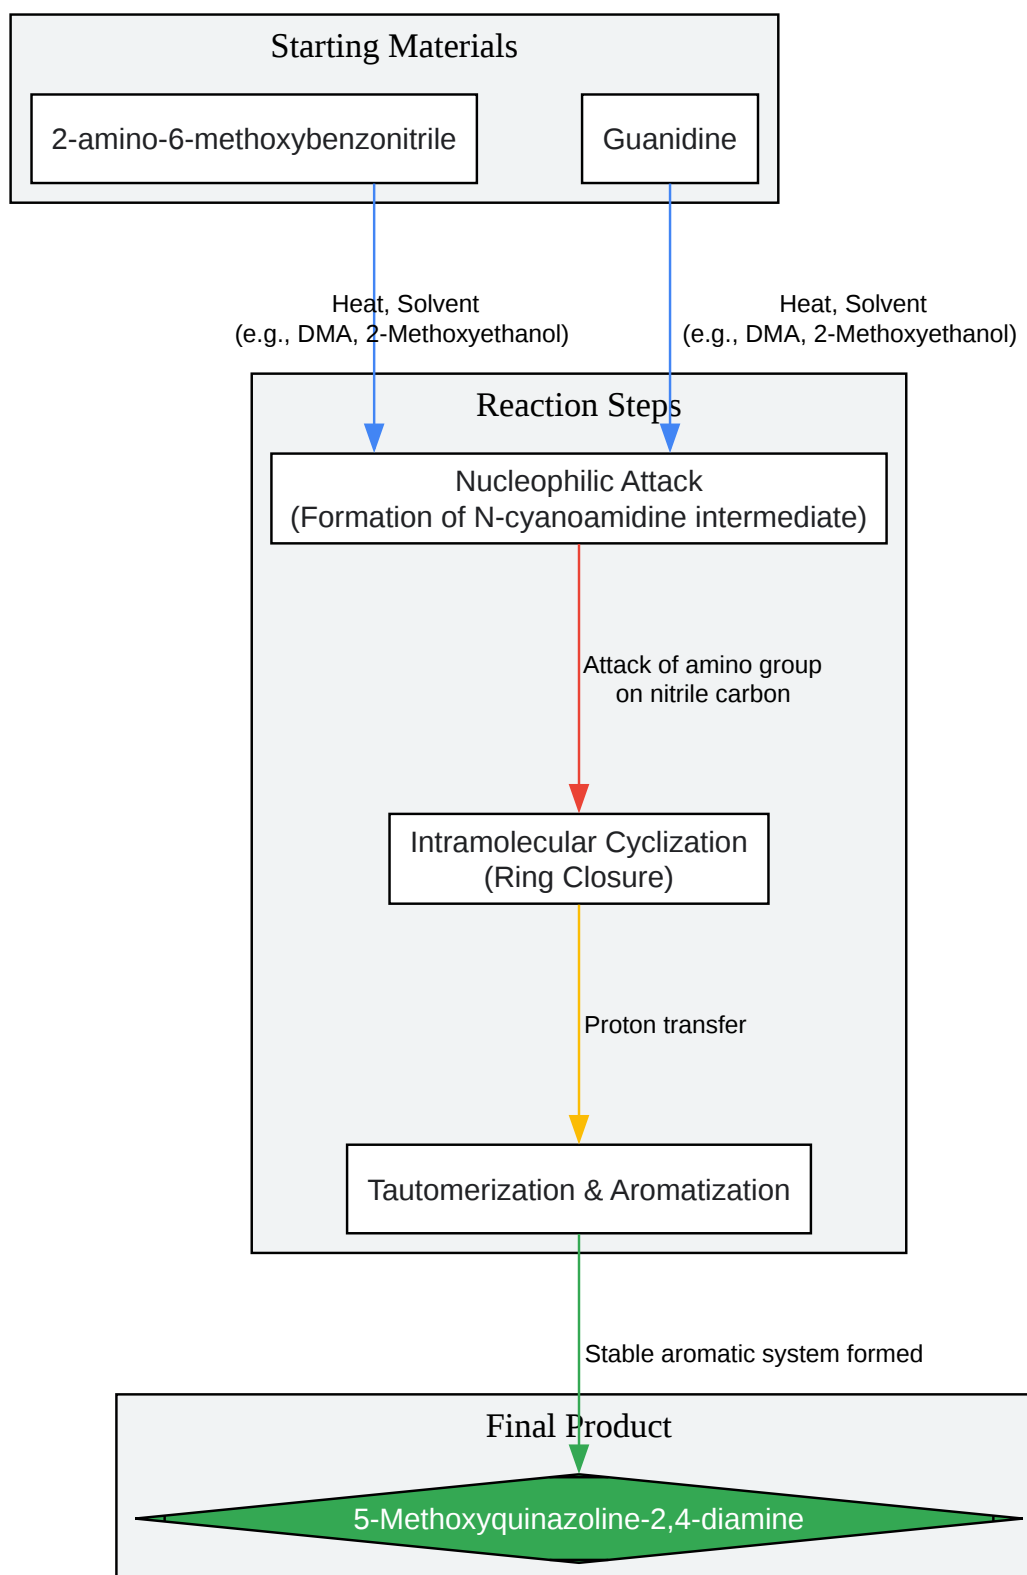 Starting Materials
2-amino-6-methoxybenzonitrile
Guanidine
Heat, Solvent
(e.g., DMA, 2-Methoxyethanol)
Heat, Solvent
(e.g., DMA, 2-Methoxyethanol)
Reaction Steps
Nucleophilic Attack
(Formation of N-cyanoamidine intermediate)
Attack of amino group
on nitrile carbon
Intramolecular Cyclization
(Ring Closure)
Proton transfer
Tautomerization & Aromatization
Stable aromatic system formed
Final Product
5-Methoxyquinazoline-2,4-diamine